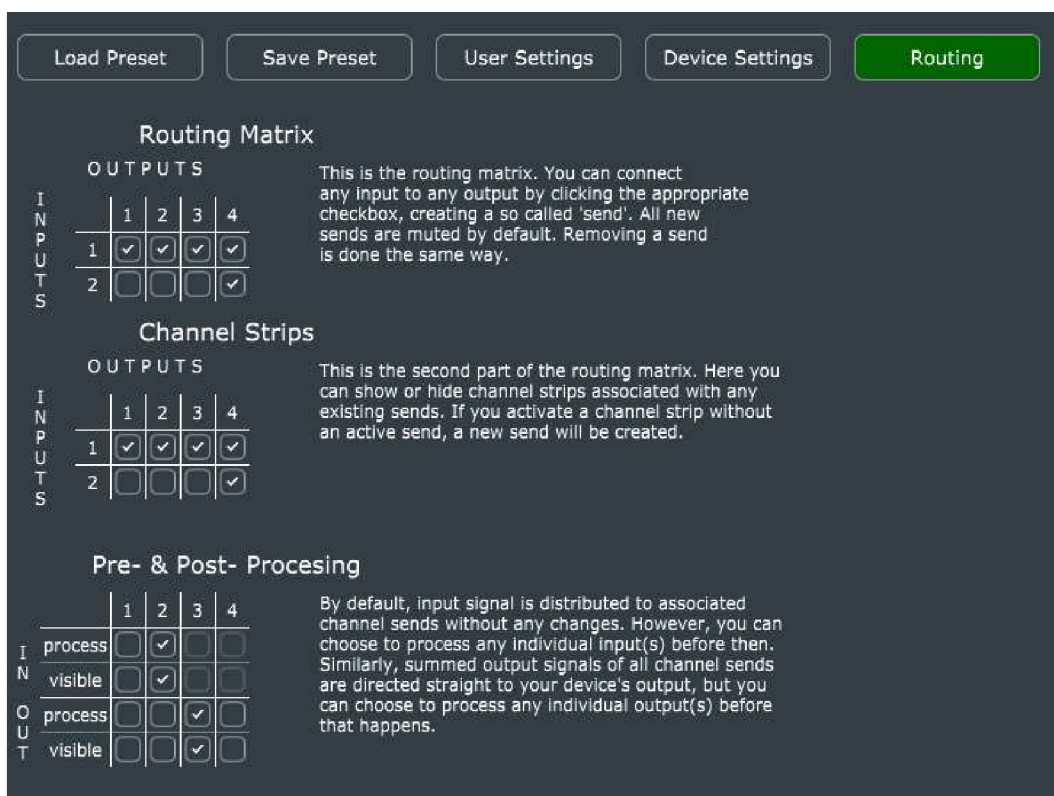 Load Preset Save Preset User Settings Device Settings Routing
Routing Matrix
OUTPUTS
INPUTS
1 2 3 4
1
2
This is the routing matrix. You can connect
any input to any output by clicking the appropriate
checkbox, creating a so called 'send'. All new
sends are muted by default. Removing a send
is done the same way.
Channel Strips
OUTPUTS
INPUTS
1 2 3 4
1
2
This is the second part of the routing matrix. Here you
can show or hide channel strips associated with any
existing sends. If you activate a channel strip without
an active send, a new send will be created.
Pre- & Post- Procesing
1 2 3 4
IN
process
visible
OUT
process
visible
By default, input signal is distributed to associated
channel sends without any changes. However, you can
choose to process any individual input(s) before then.
Similarly, summed output signals of all channel sends
are directed straight to your device's output, but you
can choose to process any individual output(s) before
that happens.